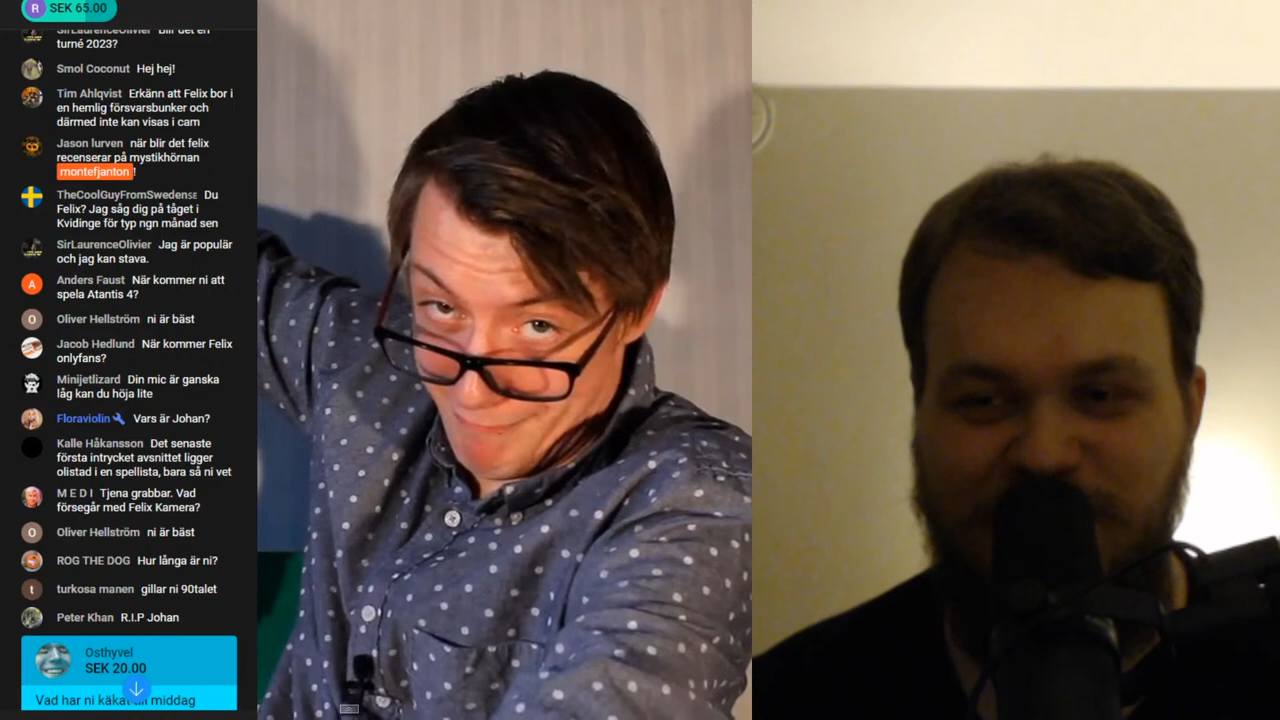 R SEK 65.00
SirLaurenceOlivier Blir det en
turné 2023?
Smol Coconut Hej hej!
Tim Ahlqvist Erkänn att Felix bor i
en hemlig försvarsbunker och
därmed inte kan visas i cam
Jason lurven när blir det felix
recenserar på mystikhörnan
montefjanton!
TheCoolGuyFromSwedenSE Du
Felix? Jag såg dig på tåget i
Kvidinge för typ ngn månad sen
SirLaurenceOlivier Jag är populär
och jag kan stava.
A Anders Faust När kommer ni att
spela Atantis 4?
O Oliver Hellström ni är bäst
Jacob Hedlund När kommer Felix
onlyfans?
Minijetlizard Din mic är ganska
låg kan du höja lite
Floraviolin Vars är Johan?
Kalle Håkansson Det senaste
första intrycket avsnittet ligger
olistad i en spellista, bara så ni vet
M E D I Tjena grabbar. Vad
försegår med Felix Kamera?
O Oliver Hellström ni är bäst
ROG THE DOG Hur långa är ni?
t turkosa manen gillar ni 90talet
Peter Khan R.I.P Johan
Osthyvel
SEK 20.00
Vad har ni käkat till middag